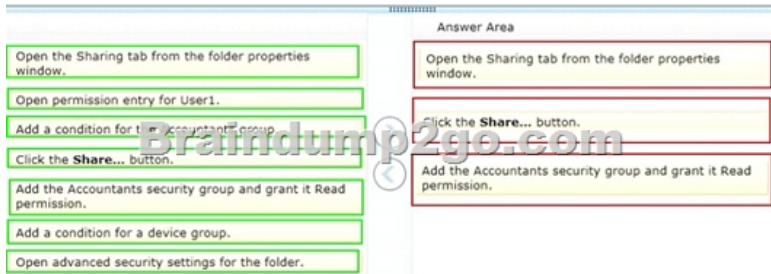 Answer Area
Open the Sharing tab from the folder properties
window.
Open permission entry for User1.
Add a condition for the Accountants group.
Click the Share... button.
Add the Accountants security group and grant it Read
permission.
Add a condition for a device group.
Open advanced security settings for the folder.
Open the Sharing tab from the folder properties
window.
Click the Share... button.
Add the Accountants security group and grant it Read
permission.
Braindump2go.com